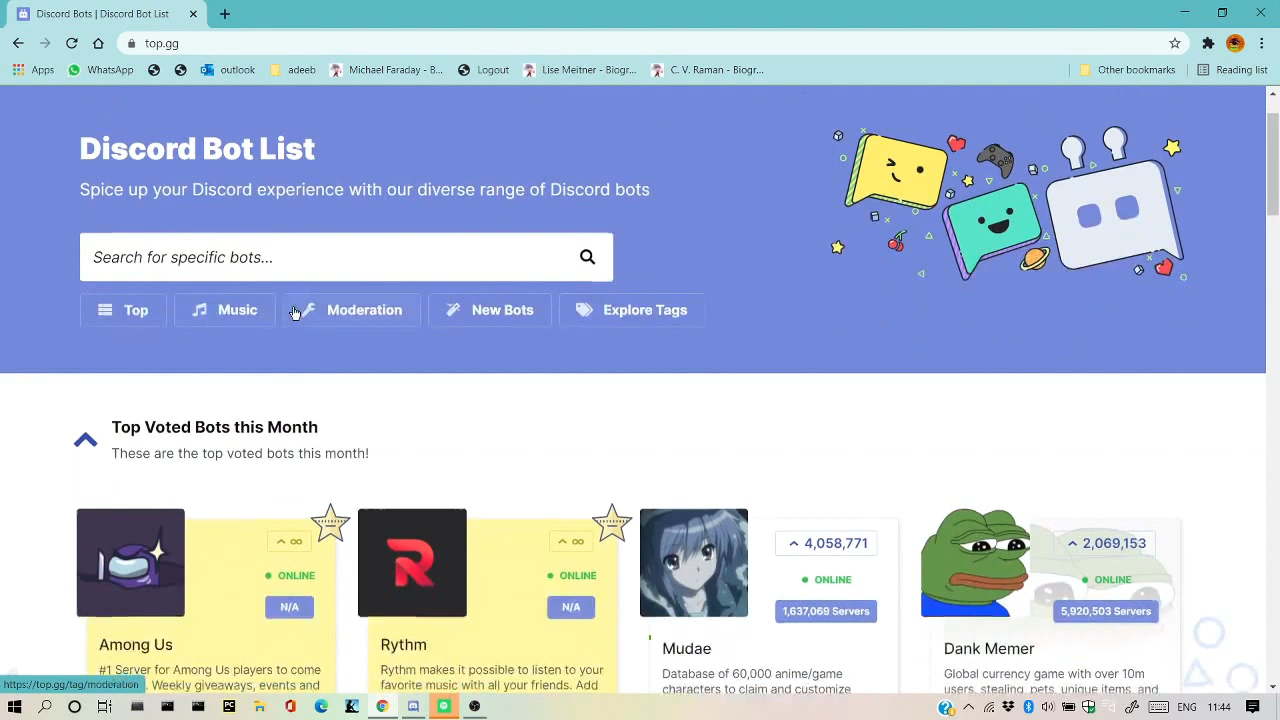 Discord Bots | Discord Bot List
top.gg
Apps
WhatsApp
outlook
adeeb
Michael Faraday - B...
Logout
Lise Meitner - Biogr...
C. V. Raman - Biogr...
Other bookmarks
Reading list
Discord Bot List
Spice up your Discord experience with our diverse range of Discord bots
Search for specific bots...
Top
Music
Moderation
New Bots
Explore Tags
Top Voted Bots this Month
These are the top voted bots this month!
∞
ONLINE
N/A
Among Us
#1 Server for Among Us players to come
. Weekly giveaways, events and
R
∞
ONLINE
N/A
Rythm
Rythm makes it possible to listen to your
favorite music with all your friends. Add
4,058,771
ONLINE
1,637,069 Servers
Mudae
Database of 60,000 anime/game
characters to claim and customize
2,069,153
ONLINE
5,920,503 Servers
Dank Memer
Global currency game with over 10m
users, stealing, pets, unique items, and
https://top.gg/tag/moderation
PC
ENG
11:44